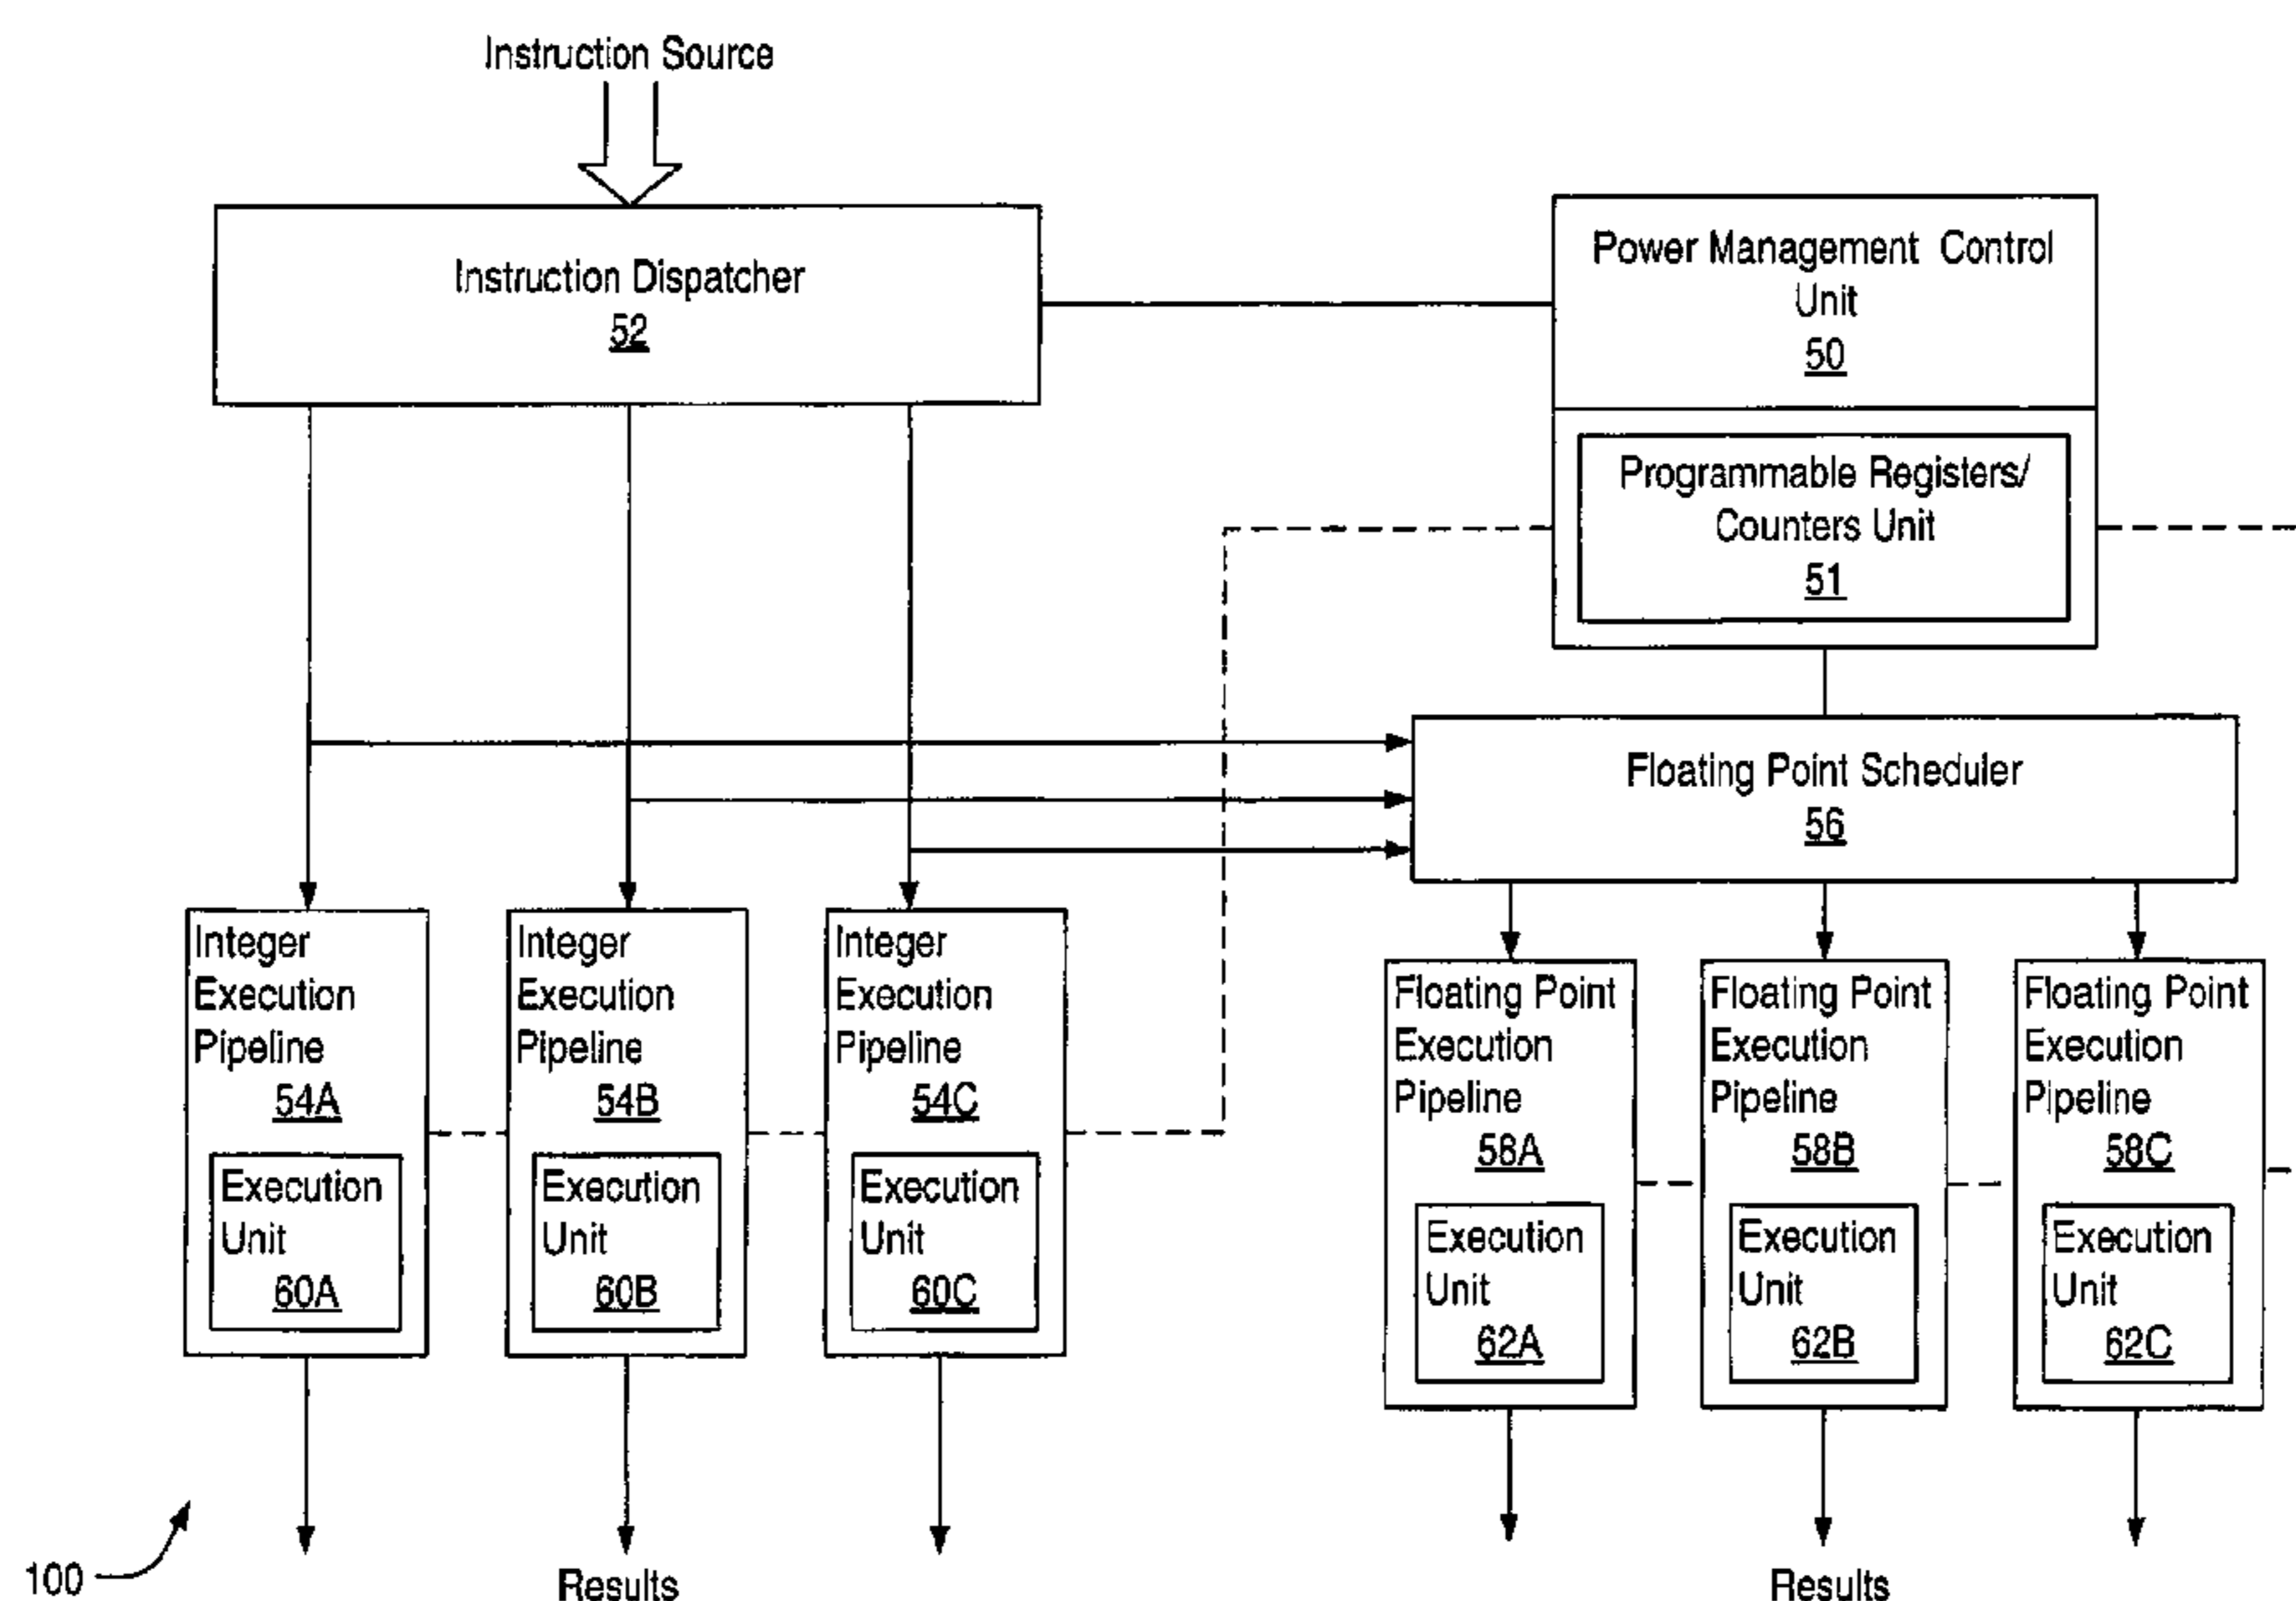 Instruction Source
Instruction Dispatcher
52
Power Management Control
Unit
50
Programmable Registers/
Counters Unit
51
Floating Point Scheduler
56
Integer
Execution
Pipeline
54A
Execution
Unit
60A
Integer
Execution
Pipeline
54B
Execution
Unit
60B
Integer
Execution
Pipeline
54C
Execution
Unit
60C
Floating Point
Execution
Pipeline
58A
Execution
Unit
62A
Floating Point
Execution
Pipeline
58B
Execution
Unit
62B
Floating Point
Execution
Pipeline
58C
Execution
Unit
62C
100
Results
Results